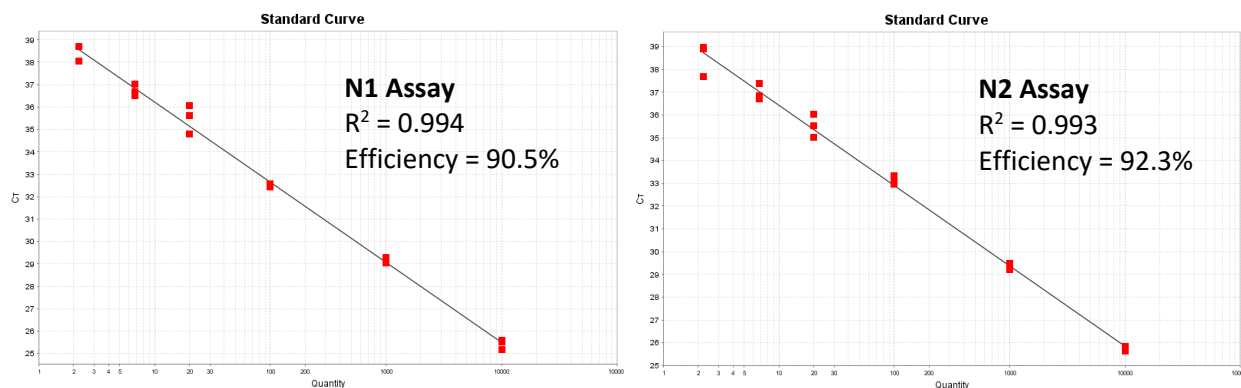 Standard Curve
39
38
37
36
35
34
33
32
31
30
29
28
27
26
25
CT
N1 Assay
R² = 0.994
Efficiency = 90.5%
1 2 3 4 5 10 20 30 100 200 1000 2000 10000 10000
Quantity
Standard Curve
39
38
37
36
35
34
33
32
31
30
29
28
27
26
25
CT
N2 Assay
R² = 0.993
Efficiency = 92.3%
1 2 3 4 5 10 20 30 100 200 1000 2000 10000 1000
Quantity